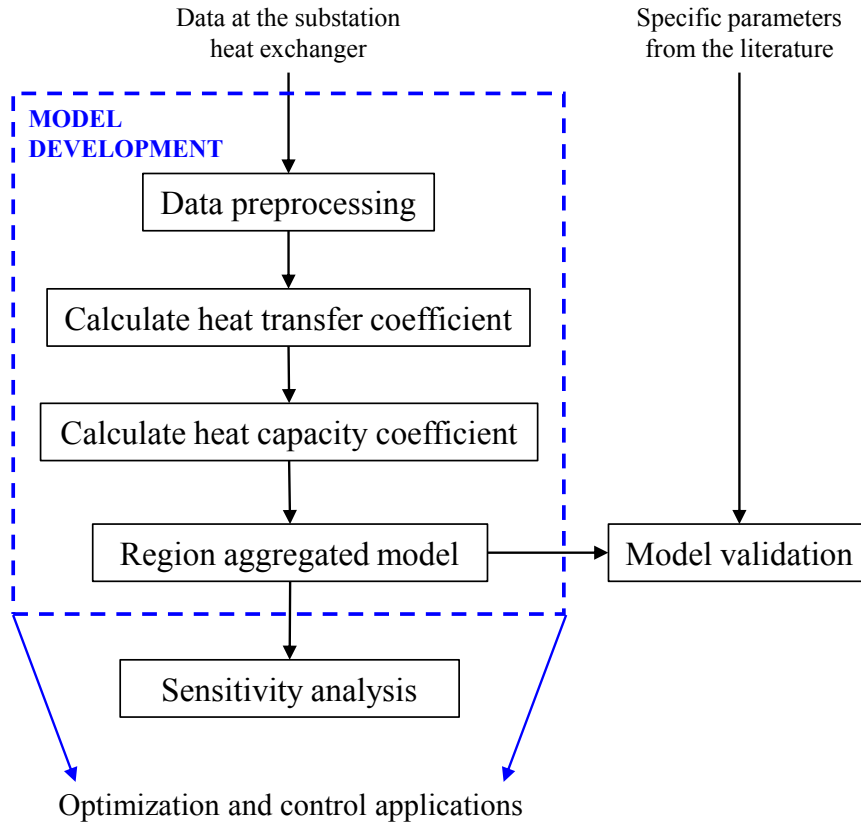 Data at the substation
heat exchanger
Specific parameters
from the literature
MODEL
DEVELOPMENT
Data preprocessing
Calculate heat transfer coefficient
Calculate heat capacity coefficient
Region aggregated model
Model validation
Sensitivity analysis
Optimization and control applications